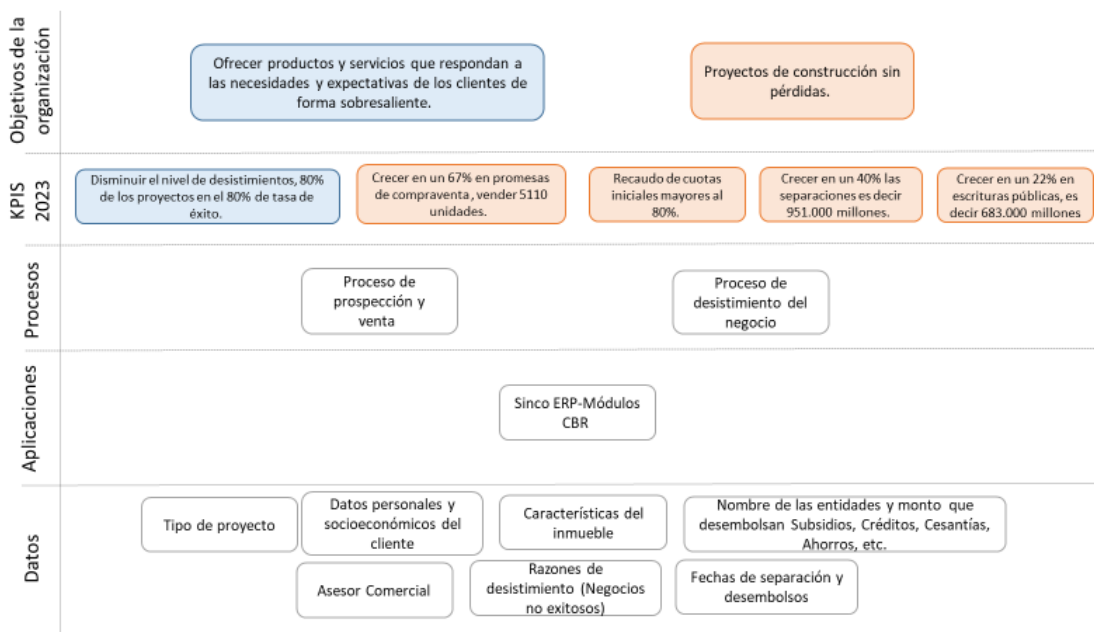 Objetivos de la
organización
Ofrecer productos y servicios que respondan a
las necesidades y expectativas de los clientes de
forma sobresaliente.
Proyectos de construcción sin
pérdidas.
KPIS
2023
Disminuir el nivel de desistimientos, 80%
de los proyectos en el 80% de tasa de
éxito.
Crecer en un 67% en promesas
de compraventa, vender 5110
unidades.
Recaudo de cuotas
iniciales mayores al
80%.
Crecer en un 40% las
separaciones es decir
951.000 millones.
Crecer en un 22% en
escrituras públicas, es
decir 683.000 millones
Procesos
Proceso de
prospección y
venta
Proceso de
desistimiento del
negocio
Aplicaciones
Sinco ERP-Módulos
CBR
Datos
Tipo de proyecto
Datos personales y
socioeconómicos del
cliente
Características del
inmueble
Nombre de las entidades y monto que
desembolsan Subsidios, Créditos, Cesantías,
Ahorros, etc.
Asesor Comercial
Razones de
desistimiento (Negocios
no exitosos)
Fechas de separación y
desembolsos